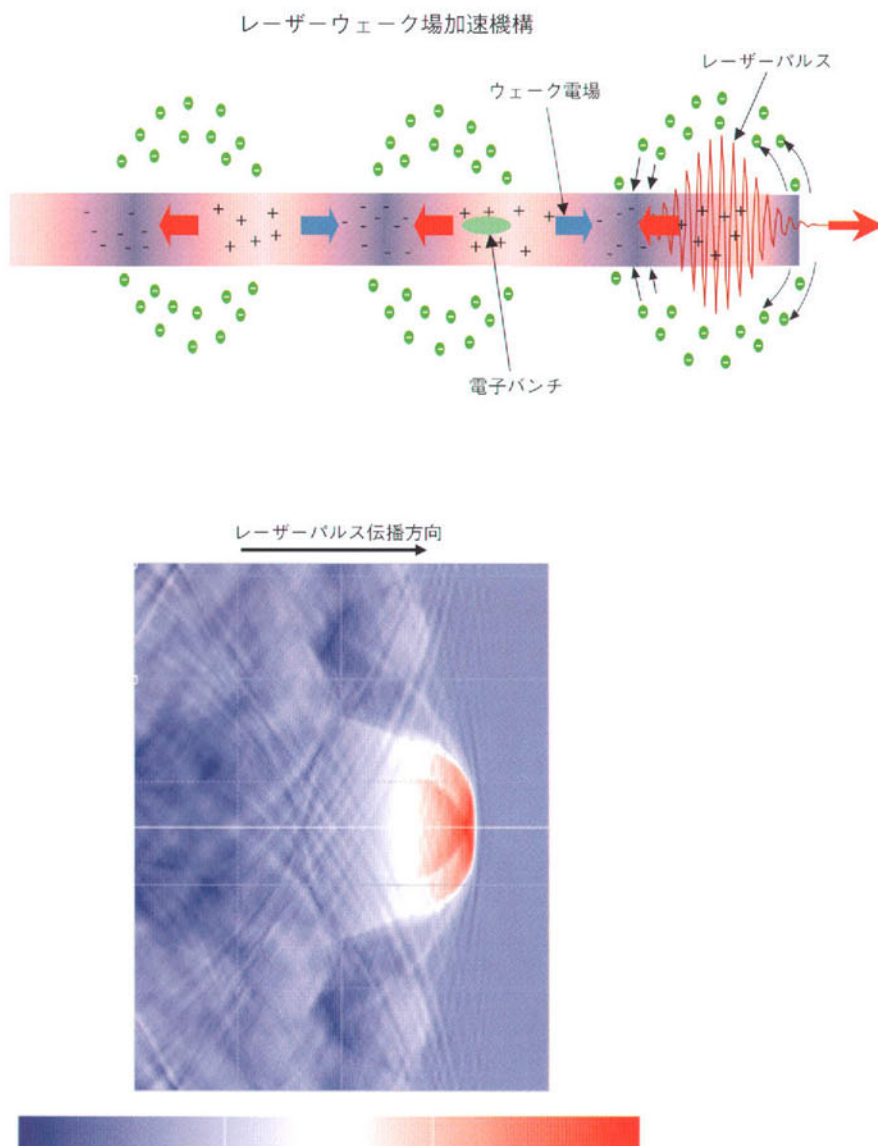 レーザーウェーク場加速機構
レーザーパルス
ウェーク電場
電子バンチ
レーザーパルス伝播方向